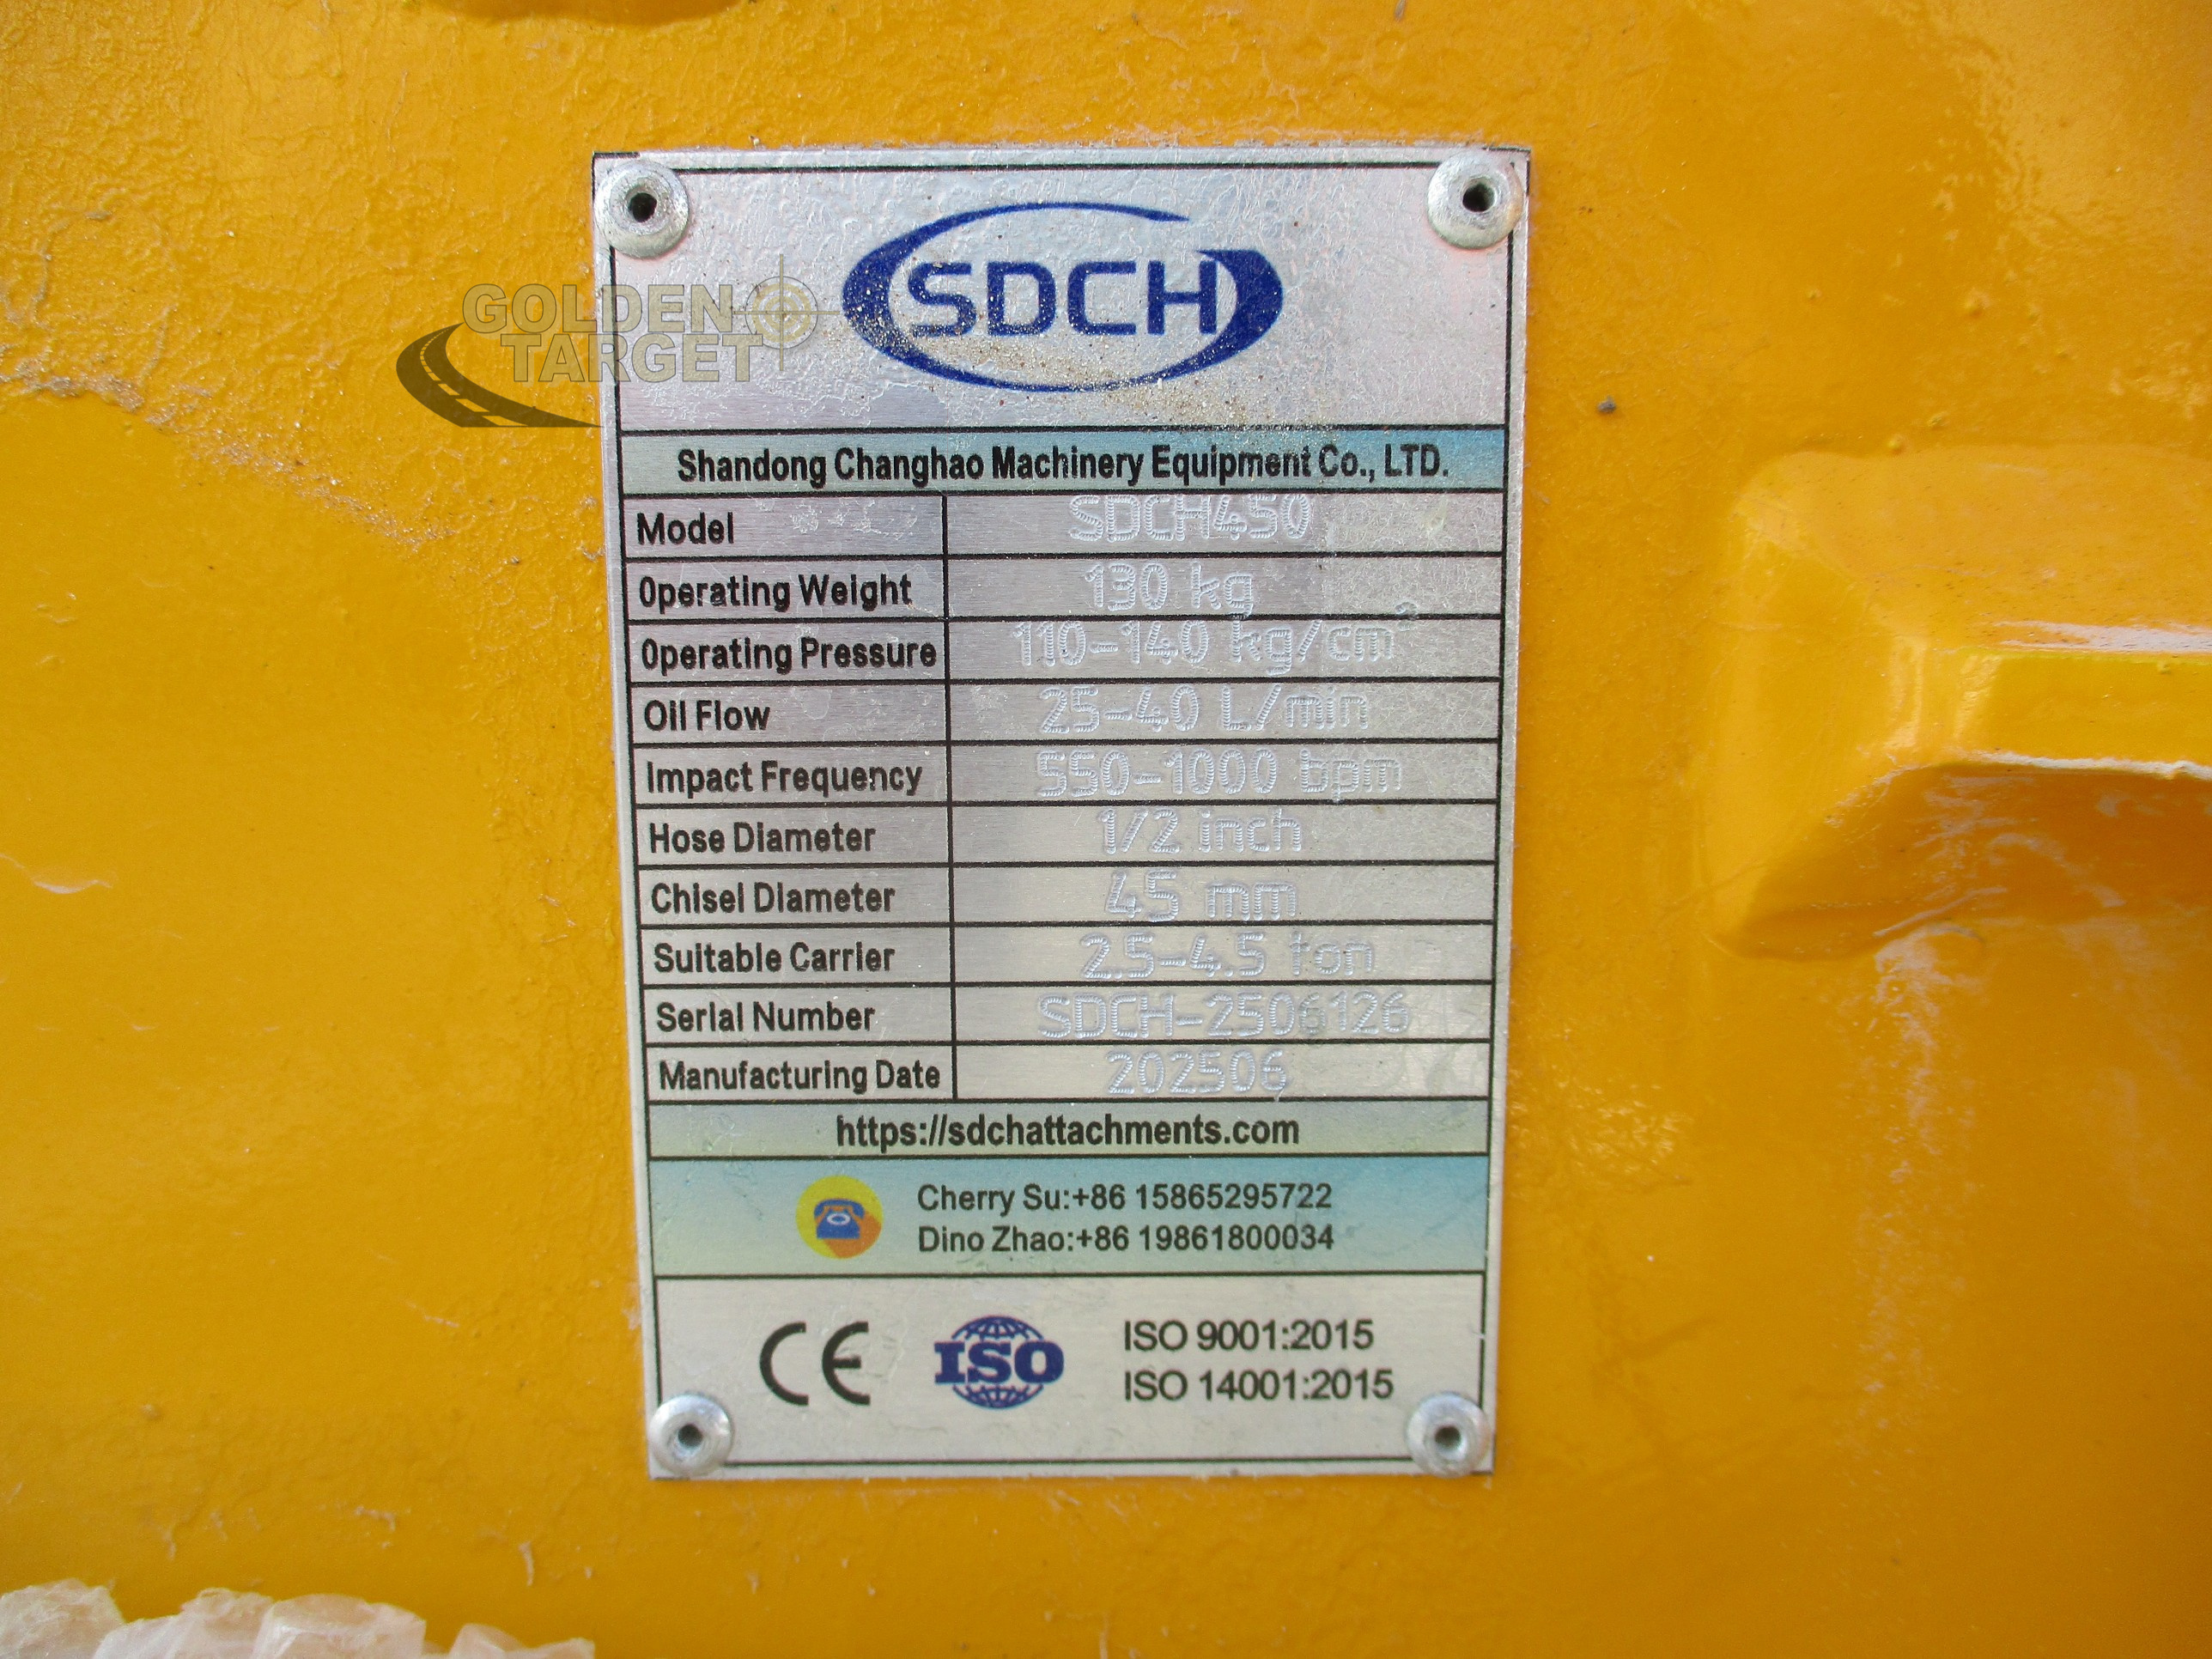 GOLDEN
TARGET
SDCH
Shandong Changhao Machinery Equipment Co., LTD.
Model SDCH450
Operating Weight 130 kg
Operating Pressure 110-140 kg/cm²
Oil Flow 25-40 L/min
Impact Frequency 550-1000 bpm
Hose Diameter 1/2 inch
Chisel Diameter 45 mm
Suitable Carrier 2.5-4.5 ton
Serial Number SDCH-2506126
Manufacturing Date 202506
https://sdchattachments.com
Cherry Su:+86 15865295722
Dino Zhao:+86 19861800034
CE ISO ISO 9001:2015
ISO 14001:2015